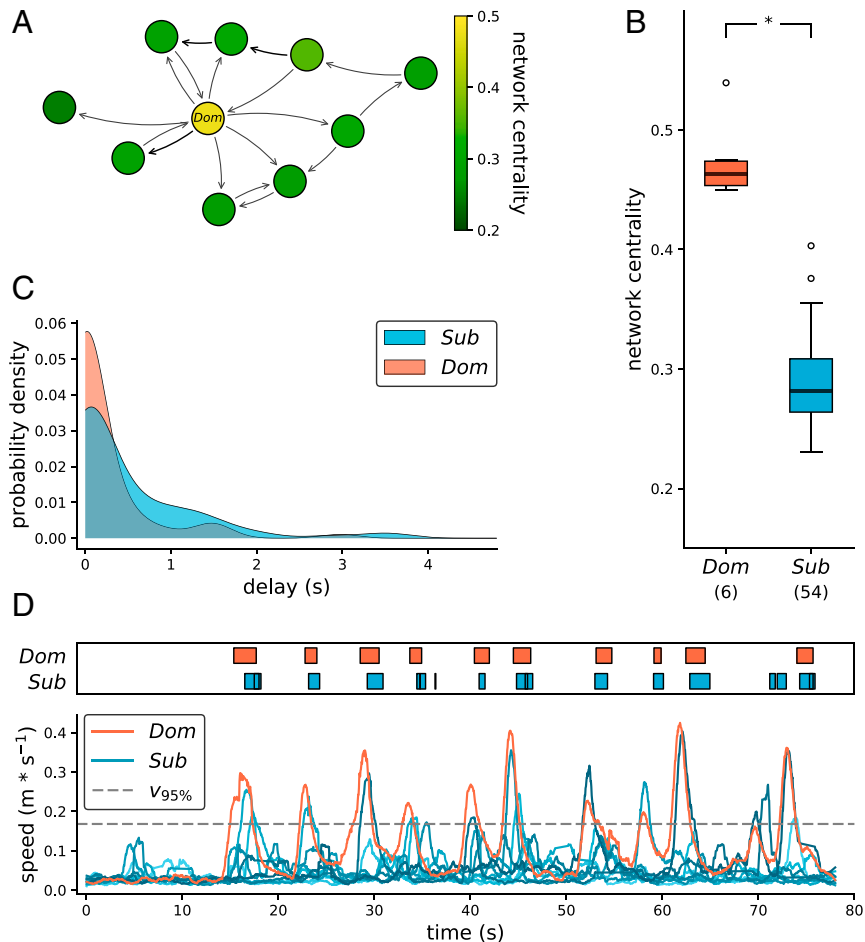 A
Dom
0.5
0.4
0.3
0.2
network centrality
B
*
0.5
0.4
0.3
0.2
network centrality
Dom
(6)
Sub
(54)
C
0.06
0.05
0.04
0.03
0.02
0.01
0.00
probability density
Sub
Dom
0 1 2 3 4
delay (s)
D
Dom
Sub
Dom
Sub
v95%
0.4
0.3
0.2
0.1
0.0
speed (m * s−1)
0 10 20 30 40 50 60 70 80
time (s)